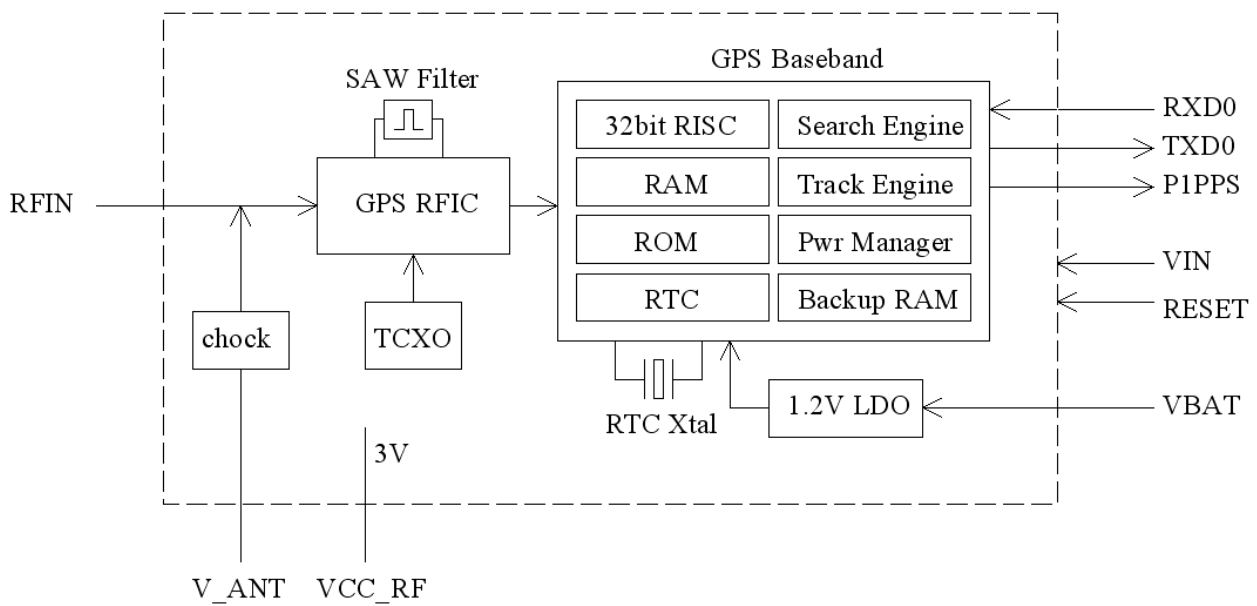 GPS Baseband
SAW Filter
32bit RISC
Search Engine
RXD0
TXD0
RAM
Track Engine
P1PPS
RFIN
GPS RFIC
ROM
Pwr Manager
VIN
RTC
Backup RAM
RESET
chock
TCXO
1.2V LDO
VBAT
RTC Xtal
3V
V_ANT
VCC_RF